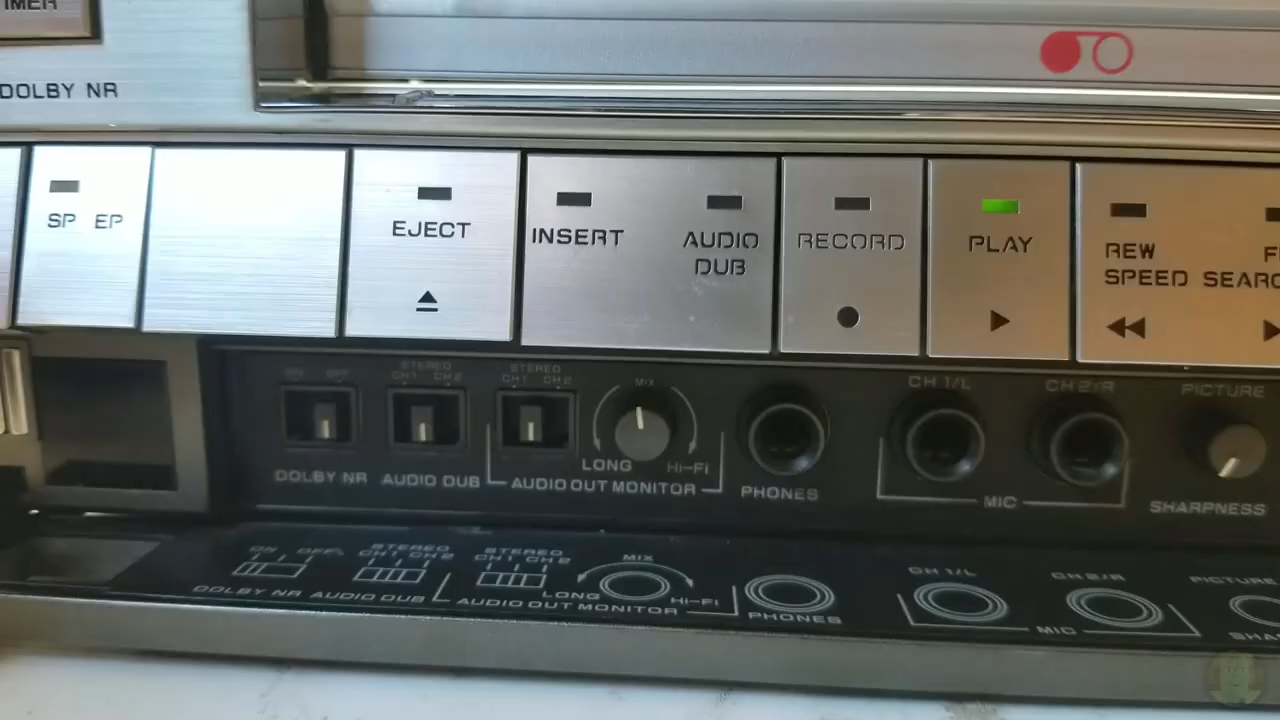 DOLBY NR
SP EP
EJECT
INSERT
AUDIO
DUB
RECORD
PLAY
REW
SPEED SEARC
ON OFF
STEREO
CH1 CH2
STEREO
CH1 CH2
MIX
LONG
Hi-Fi
DOLBY NR
AUDIO DUB
AUDIO OUT MONITOR
PHONES
CH 1/L
CH 2/R
MIC
PICTURE
SHARPNESS
ON OFF
STEREO
CH1 CH2
STEREO
CH1 CH2
MIX
LONG
Hi-Fi
DOLBY NR
AUDIO DUB
AUDIO OUT MONITOR
PHONES
CH 1/L
CH 2/R
MIC
PICTURE